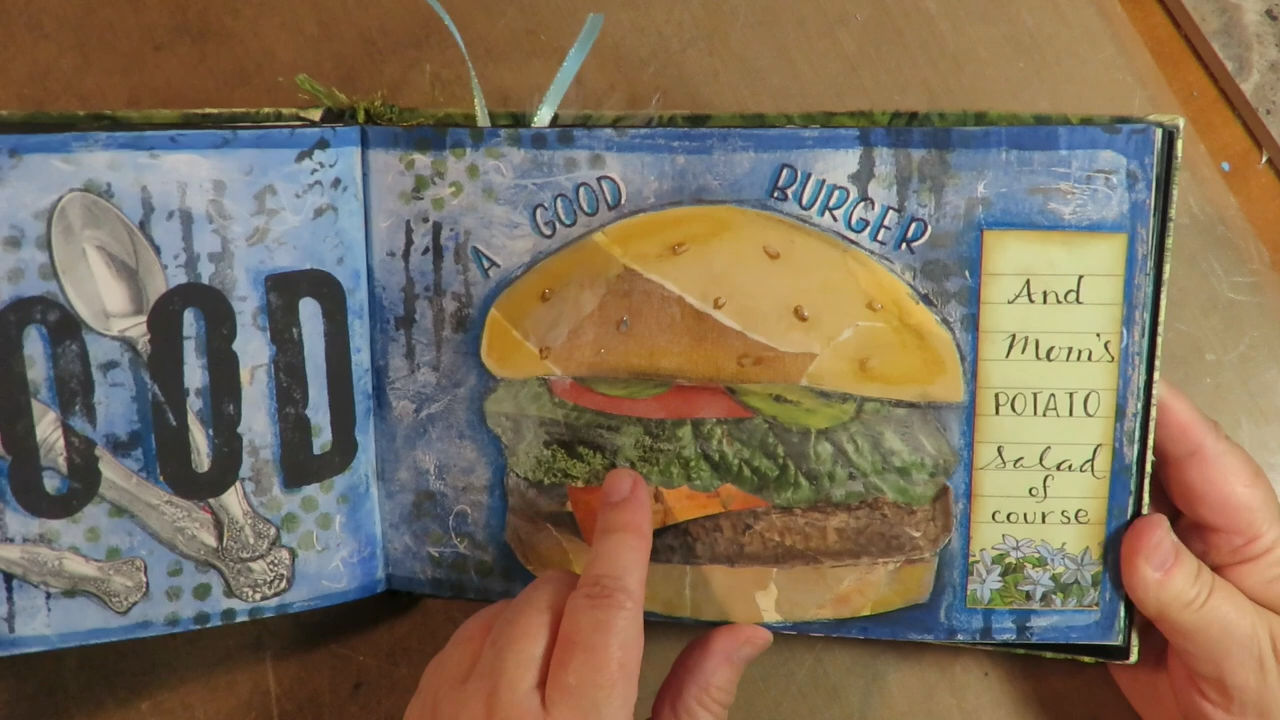 OOD
A GOOD BURGER
And
Mom's
POTATO
Salad
of
course